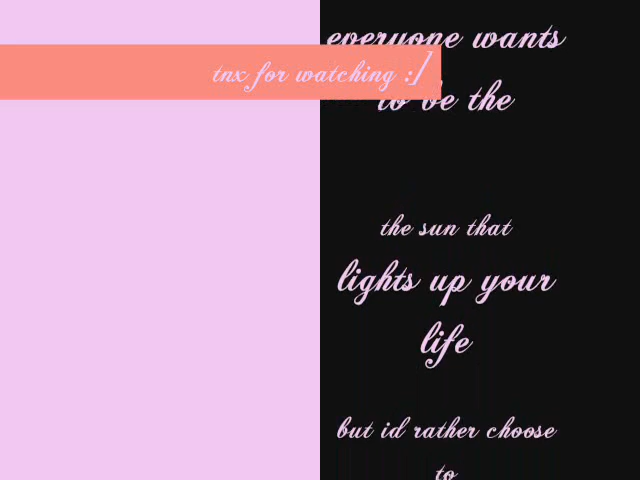 everyone wants
tnx for watching :]
to be the
the sun that
lights up your
life
but id rather choose
to